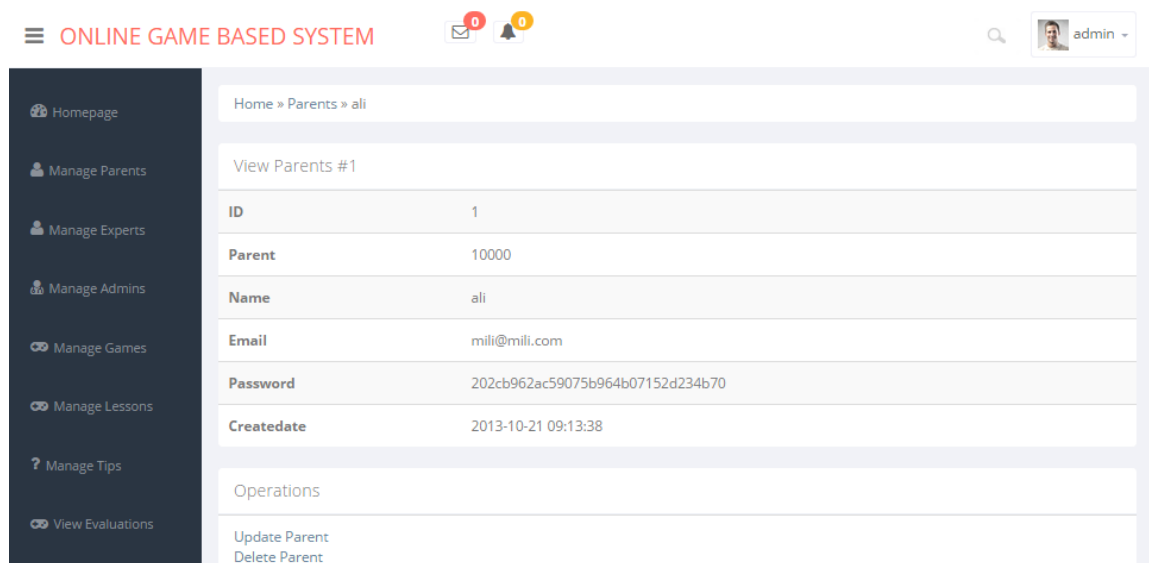 ONLINE GAME BASED SYSTEM 0 0 admin
Homepage
Manage Parents
Manage Experts
Manage Admins
Manage Games
Manage Lessons
? Manage Tips
View Evaluations
Home » Parents » ali
View Parents #1
ID 1
Parent 10000
Name ali
Email mili@mili.com
Password 202cb962ac59075b964b07152d234b70
Createdate 2013-10-21 09:13:38
Operations
Update Parent
Delete Parent